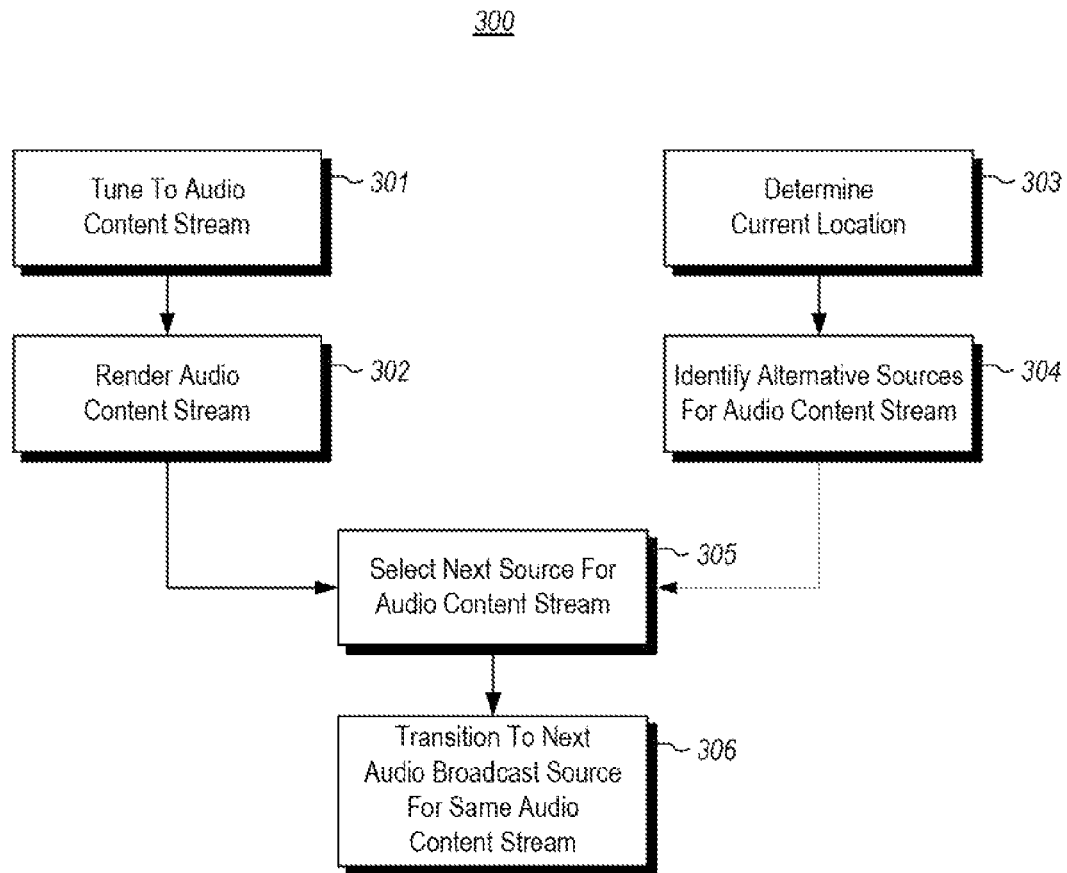 300
Tune To Audio
Content Stream
301
Render Audio
Content Stream
302
Determine
Current Location
303
Identify Alternative Sources
For Audio Content Stream
304
Select Next Source For
Audio Content Stream
305
Transition To Next
Audio Broadcast Source
For Same Audio
Content Stream
306